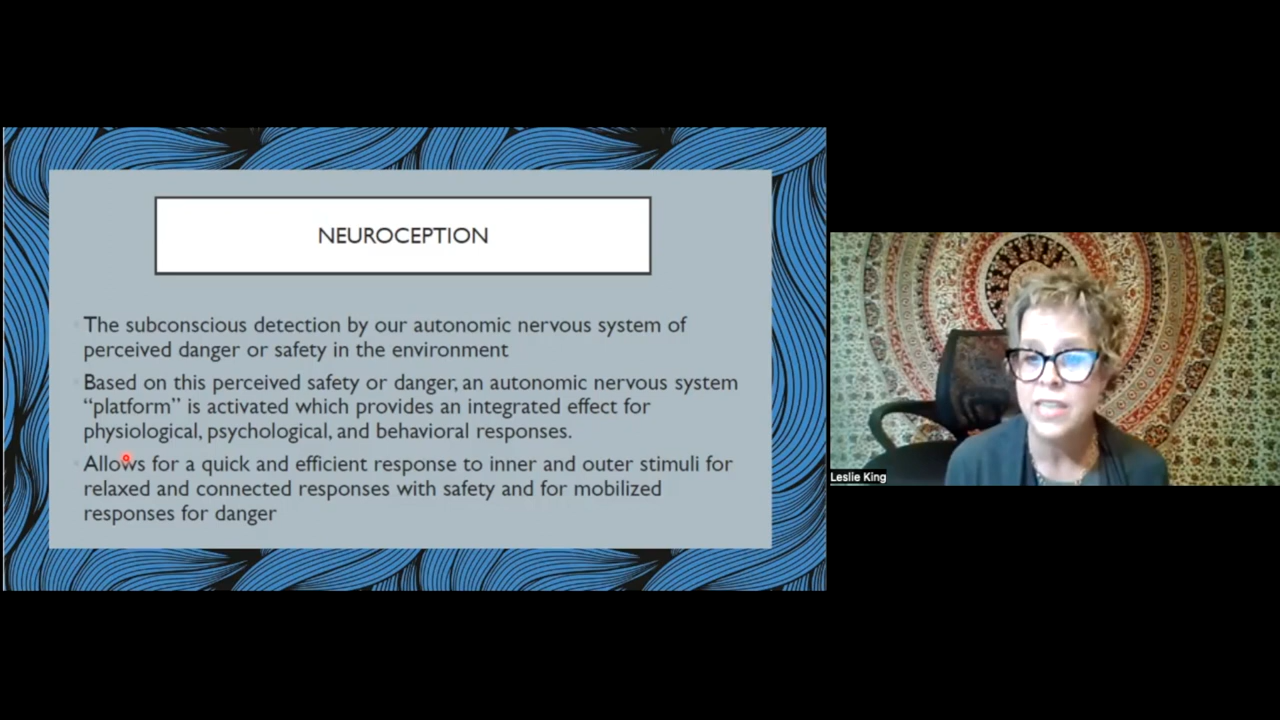 NEUROCEPTION
The subconscious detection by our autonomic nervous system of
perceived danger or safety in the environment
Based on this perceived safety or danger, an autonomic nervous system
“platform” is activated which provides an integrated effect for
physiological, psychological, and behavioral responses.
Allows for a quick and efficient response to inner and outer stimuli for
relaxed and connected responses with safety and for mobilized
responses for danger
Leslie King